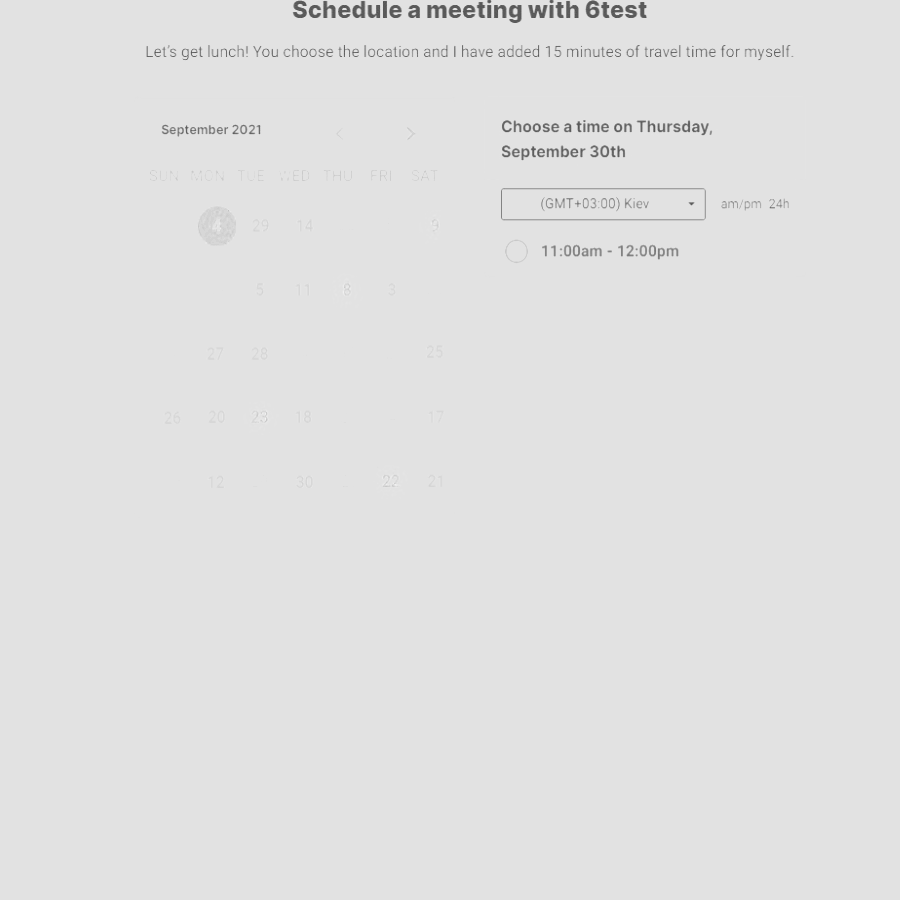 Schedule a meeting with 6test
Let's get lunch! You choose the location and I have added 15 minutes of travel time for myself.
September 2021
SUN MON TUE WED THU FRI SAT
4 29 14 9
5 11 8 3
27 28 25
26 20 23 18 17
12 30 22 21
Choose a time on Thursday,
September 30th
(GMT+03:00) Kiev am/pm 24h
11:00am - 12:00pm